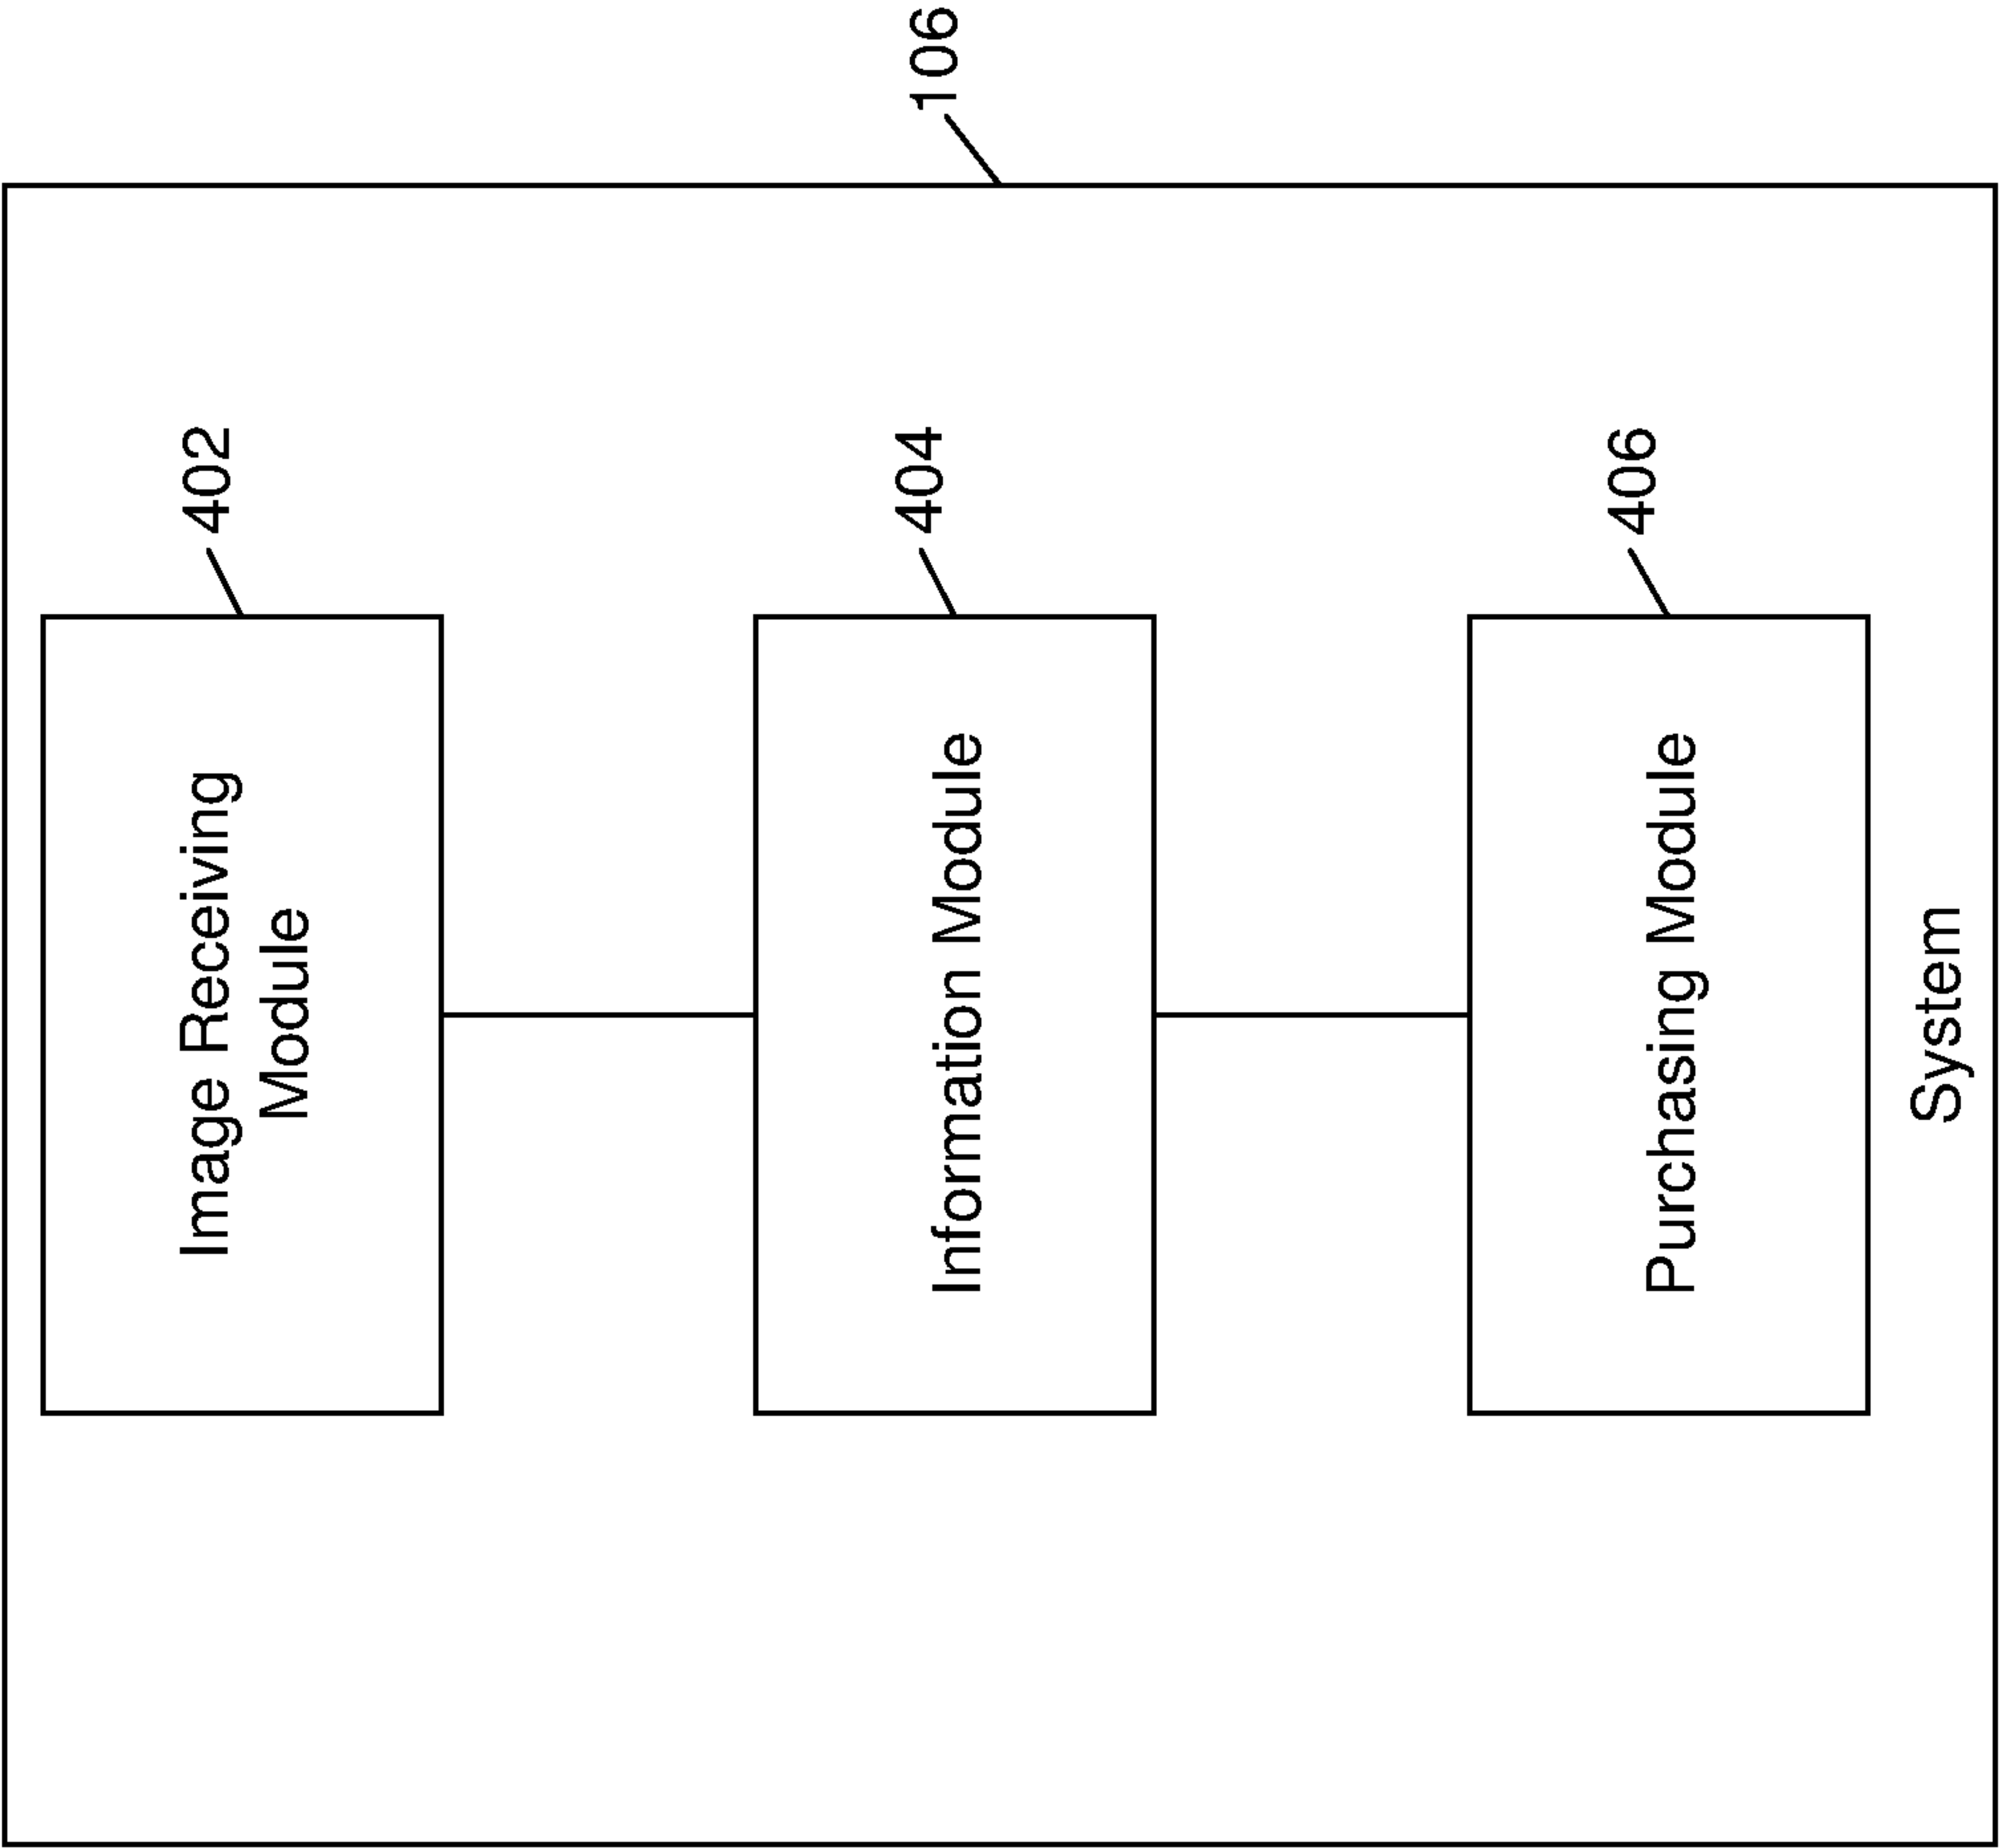 106
402
Image Receiving
Module
404
Information Module
406
Purchasing Module
System